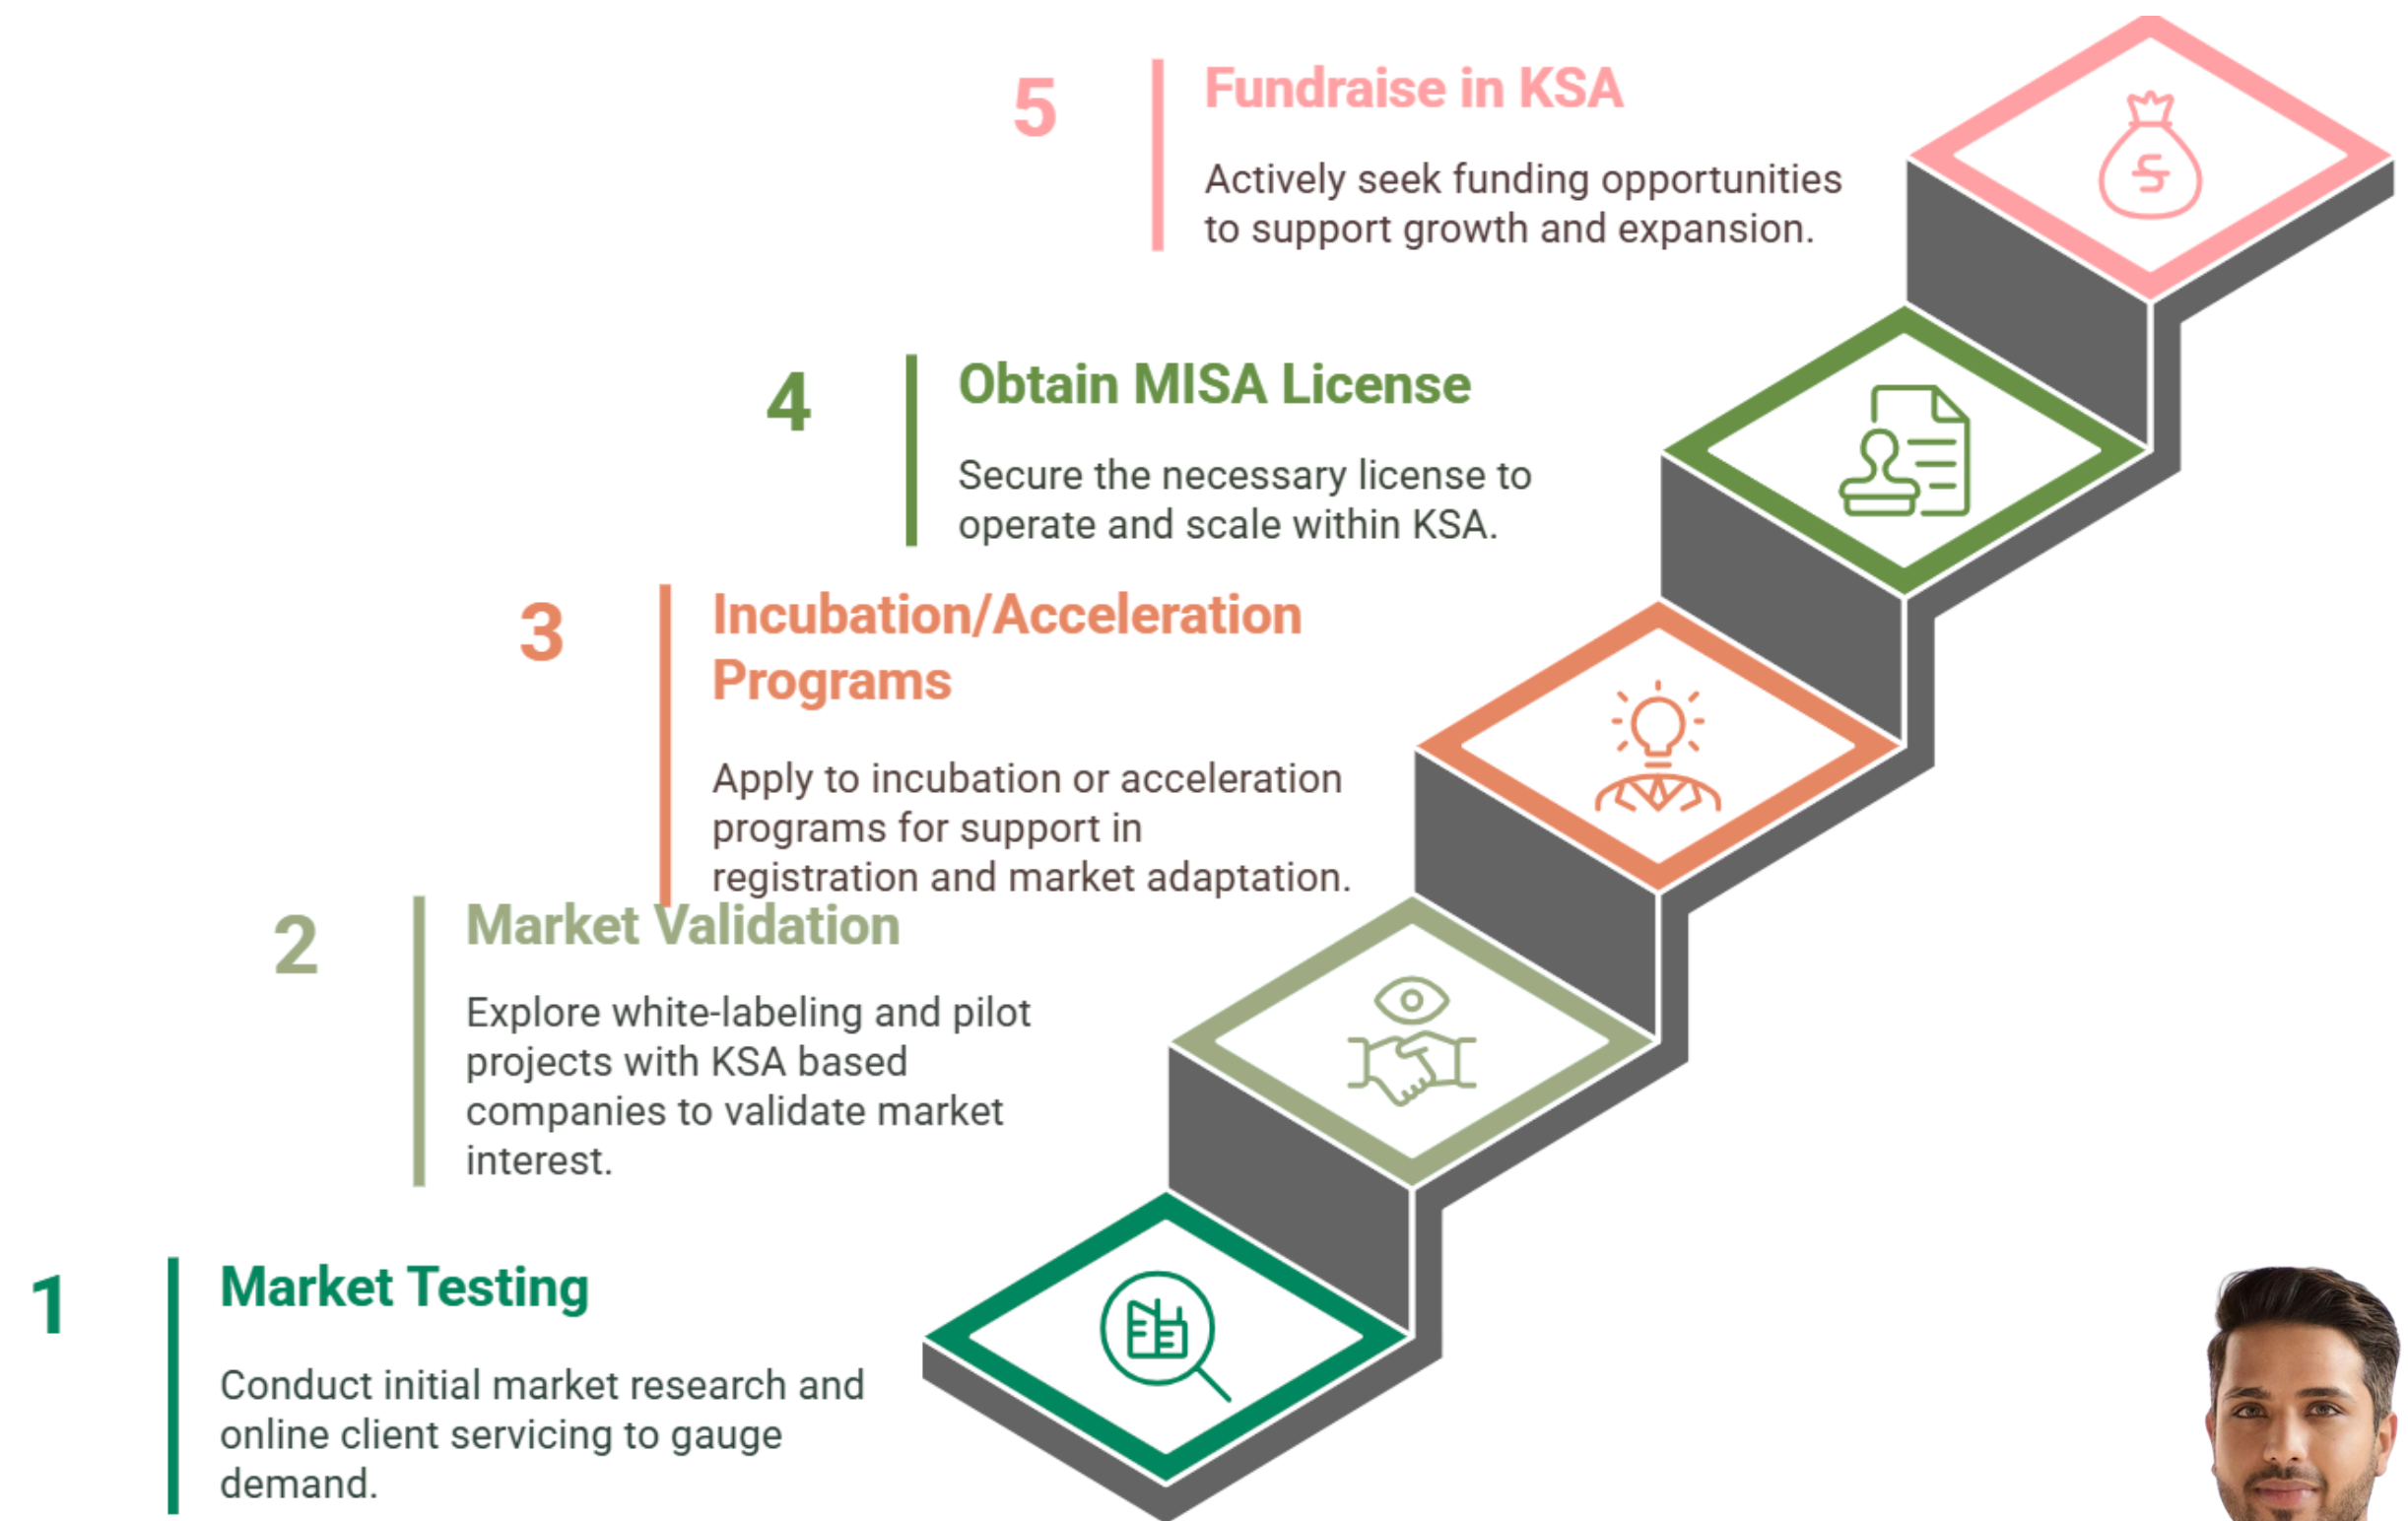 5
Fundraise in KSA
Actively seek funding opportunities
to support growth and expansion.
4
Obtain MISA License
Secure the necessary license to
operate and scale within KSA.
3
Incubation/Acceleration
Programs
Apply to incubation or acceleration
programs for support in
registration and market adaptation.
2
Market Validation
Explore white-labeling and pilot
projects with KSA based
companies to validate market
interest.
1
Market Testing
Conduct initial market research and
online client servicing to gauge
demand.